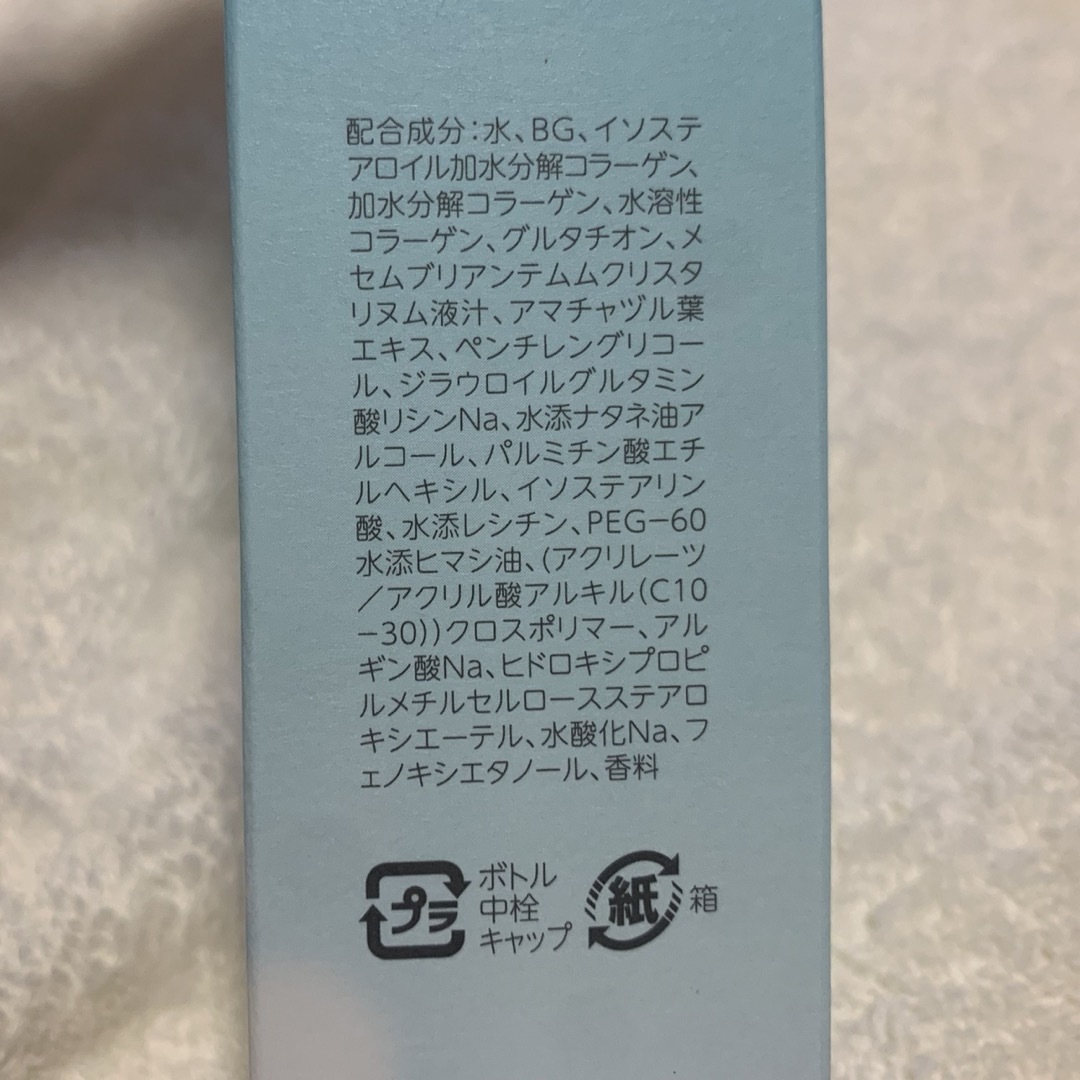 配合成分:水、BG、イソステ
アロイル加水分解コラーゲン、
加水分解コラーゲン、水溶性
コラーゲン、グルタチオン、メ
セムブリアンテムムクリスタ
リヌム液汁、アマチャヅル葉
エキス、ペンチレングリコー
ル、ジラウロイルグルタミン
酸リシンNa、水添ナタネ油ア
ルコール、パルミチン酸エチ
ルヘキシル、イソステアリン
酸、水添レシチン、PEG-60
水添ヒマシ油、(アクリレーツ
/アクリル酸アルキル(C10
-30))クロスポリマー、アル
ギン酸Na、ヒドロキシプロピ
ルメチルセルロースステアロ
キシエーテル、水酸化Na、フ
ェノキシエタノール、香料
プラ
ボトル
中栓
キャップ
紙
箱